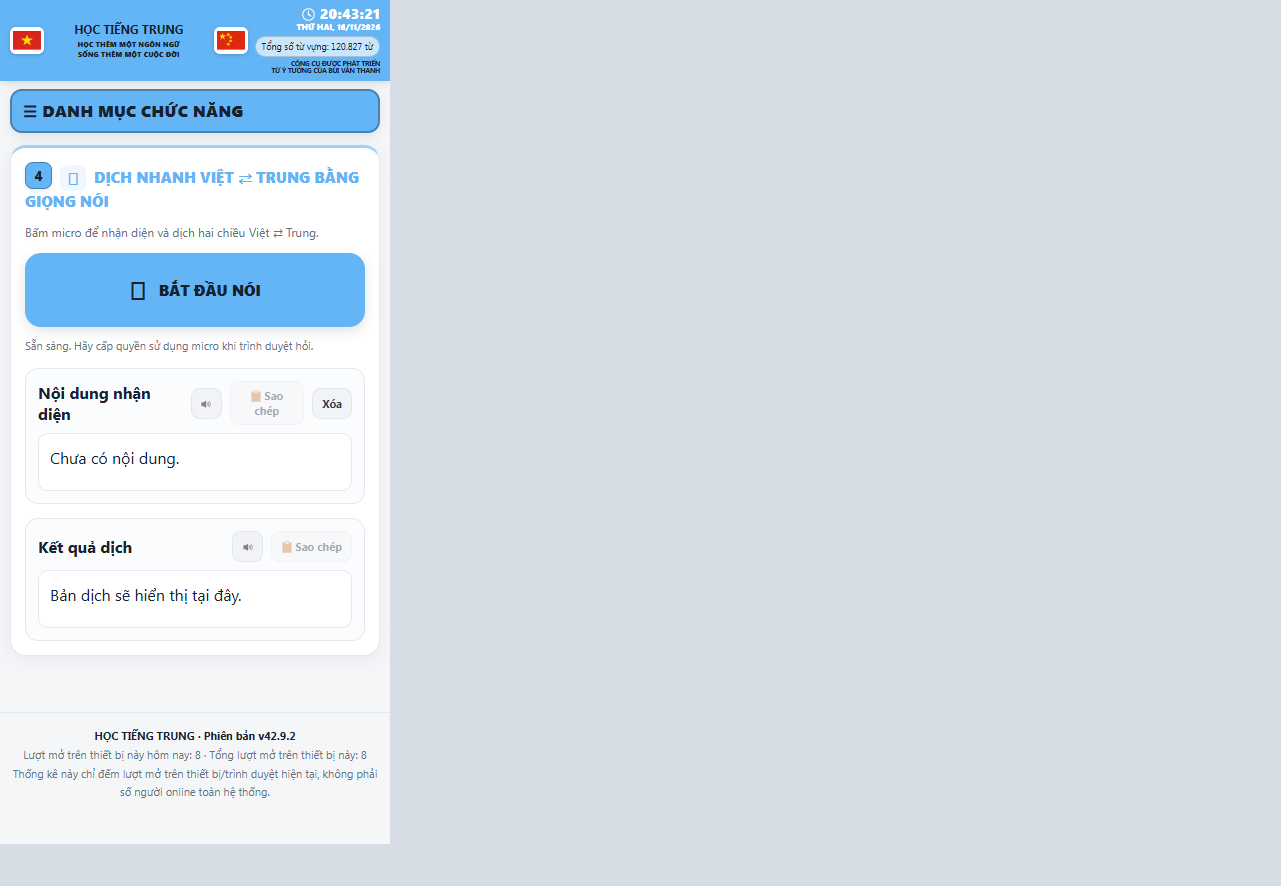 HỌC TIẾNG TRUNG
HỌC THÊM MỘT NGÔN NGỮ
SỐNG THÊM MỘT CUỘC ĐỜI
20:43:21
THỨ HAI, 16/11/2026
Tổng số từ vựng: 120.827 từ
CÔNG CỤ ĐƯỢC PHÁT TRIỂN
TỪ Ý TƯỞNG CỦA BÙI VĂN THANH
☰ DANH MỤC CHỨC NĂNG
4 DỊCH NHANH VIỆT ⇄ TRUNG BẰNG
GIỌNG NÓI
Bấm micro để nhận diện và dịch hai chiều Việt ⇄ Trung.
BẮT ĐẦU NÓI
Sẵn sàng. Hãy cấp quyền sử dụng micro khi trình duyệt hỏi.
Nội dung nhận
diện
Sao
chép
Xóa
Chưa có nội dung.
Kết quả dịch
Sao chép
Bản dịch sẽ hiển thị tại đây.
HỌC TIẾNG TRUNG · Phiên bản v42.9.2
Lượt mở trên thiết bị này hôm nay: 8 · Tổng lượt mở trên thiết bị này: 8
Thống kê này chỉ đếm lượt mở trên thiết bị/trình duyệt hiện tại, không phải
số người online toàn hệ thống.